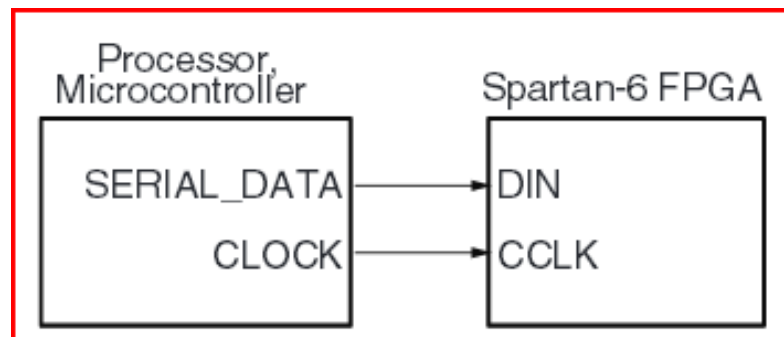 Processor,
Microcontroller
Spartan-6 FPGA
SERIAL_DATA
DIN
CLOCK
CCLK